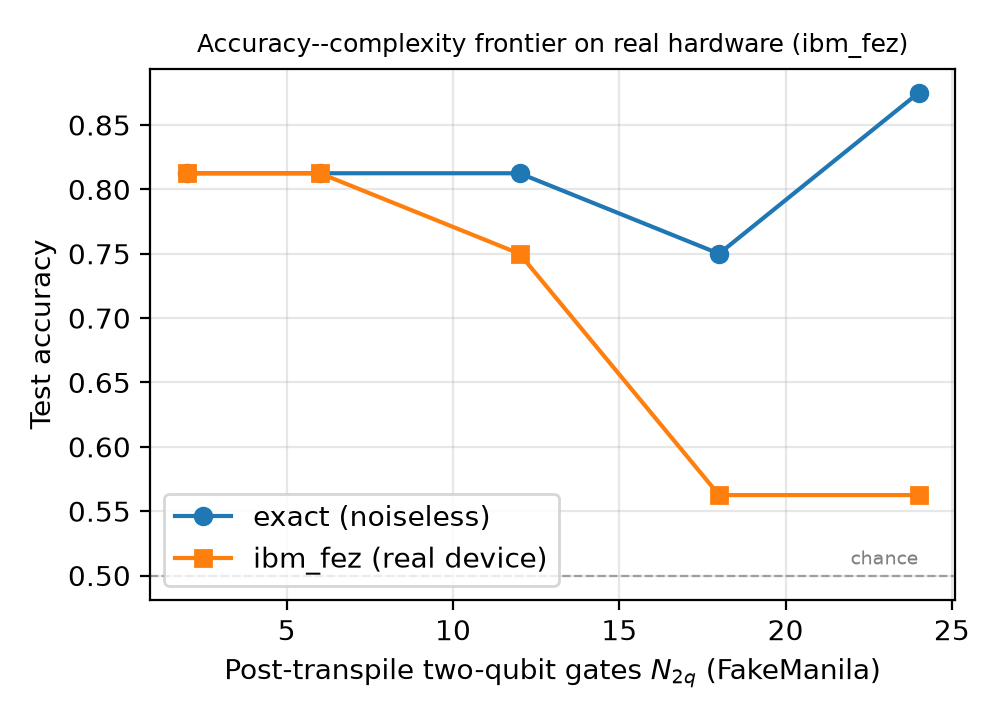 Accuracy--complexity frontier on real hardware (ibm_fez)
Test accuracy
0.85
0.80
0.75
0.70
0.65
0.60
0.55
0.50
exact (noiseless)
ibm_fez (real device)
chance
5 10 15 20 25
Post-transpile two-qubit gates N2q (FakeManila)